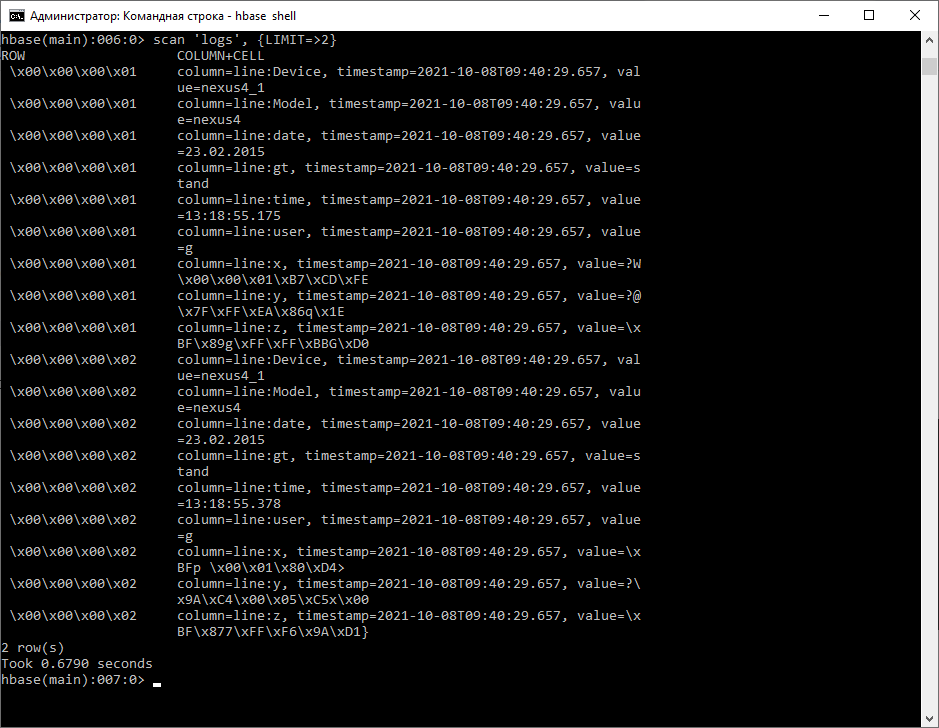 Администратор: Командная строка - hbase shell
hbase(main):006:0> scan 'logs', {LIMIT=>2}
ROW COLUMN+CELL
\x00\x00\x00\x01 column=line:Device, timestamp=2021-10-08T09:40:29.657, val
ue=nexus4_1
\x00\x00\x00\x01 column=line:Model, timestamp=2021-10-08T09:40:29.657, valu
e=nexus4
\x00\x00\x00\x01 column=line:date, timestamp=2021-10-08T09:40:29.657, value
=23.02.2015
\x00\x00\x00\x01 column=line:gt, timestamp=2021-10-08T09:40:29.657, value=s
tand
\x00\x00\x00\x01 column=line:time, timestamp=2021-10-08T09:40:29.657, value
=13:18:55.175
\x00\x00\x00\x01 column=line:user, timestamp=2021-10-08T09:40:29.657, value
=g
\x00\x00\x00\x01 column=line:x, timestamp=2021-10-08T09:40:29.657, value=?W
\x00\x00\x01\xB7\xCD\xFE
\x00\x00\x00\x01 column=line:y, timestamp=2021-10-08T09:40:29.657, value=?@
\x7F\xFF\xEA\x86q\x1E
\x00\x00\x00\x01 column=line:z, timestamp=2021-10-08T09:40:29.657, value=\x
BF\x89g\xFF\xFF\xBBG\xD0
\x00\x00\x00\x02 column=line:Device, timestamp=2021-10-08T09:40:29.657, val
ue=nexus4_1
\x00\x00\x00\x02 column=line:Model, timestamp=2021-10-08T09:40:29.657, valu
e=nexus4
\x00\x00\x00\x02 column=line:date, timestamp=2021-10-08T09:40:29.657, value
=23.02.2015
\x00\x00\x00\x02 column=line:gt, timestamp=2021-10-08T09:40:29.657, value=s
tand
\x00\x00\x00\x02 column=line:time, timestamp=2021-10-08T09:40:29.657, value
=13:18:55.378
\x00\x00\x00\x02 column=line:user, timestamp=2021-10-08T09:40:29.657, value
=g
\x00\x00\x00\x02 column=line:x, timestamp=2021-10-08T09:40:29.657, value=\x
BFp \x00\x01\x80\xD4>
\x00\x00\x00\x02 column=line:y, timestamp=2021-10-08T09:40:29.657, value=?\
x9A\xC4\x00\x05\xC5x\x00
\x00\x00\x00\x02 column=line:z, timestamp=2021-10-08T09:40:29.657, value=\x
BF\x877\xFF\xF6\x9A\xD1}
2 row(s)
Took 0.6790 seconds
hbase(main):007:0>